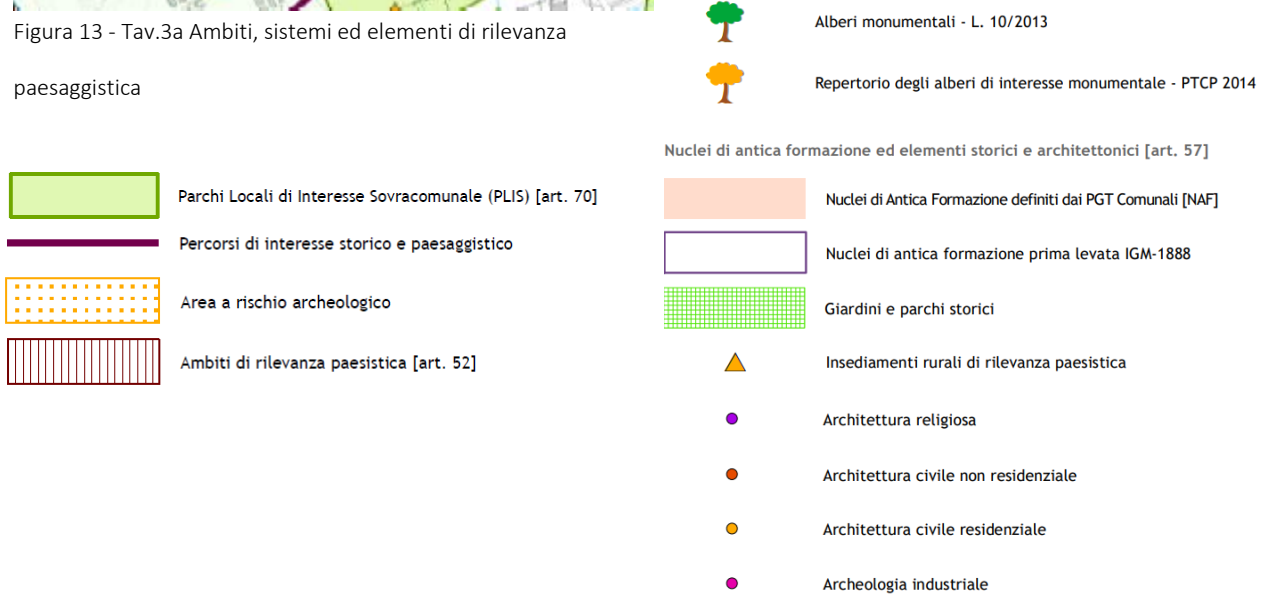 Figura 13 - Tav.3a Ambiti, sistemi ed elementi di rilevanza
paesaggistica
Parchi Locali di Interesse Sovracomunale (PLIS) [art. 70]
Percorsi di interesse storico e paesaggistico
Area a rischio archeologico
Ambiti di rilevanza paesistica [art. 52]
Alberi monumentali - L. 10/2013
Repertorio degli alberi di interesse monumentale - PTCP 2014
Nuclei di antica formazione ed elementi storici e architettonici [art. 57]
Nuclei di Antica Formazione definiti dai PGT Comunali [NAF]
Nuclei di antica formazione prima levata IGM-1888
Giardini e parchi storici
Insediamenti rurali di rilevanza paesistica
Architettura religiosa
Architettura civile non residenziale
Architettura civile residenziale
Archeologia industriale